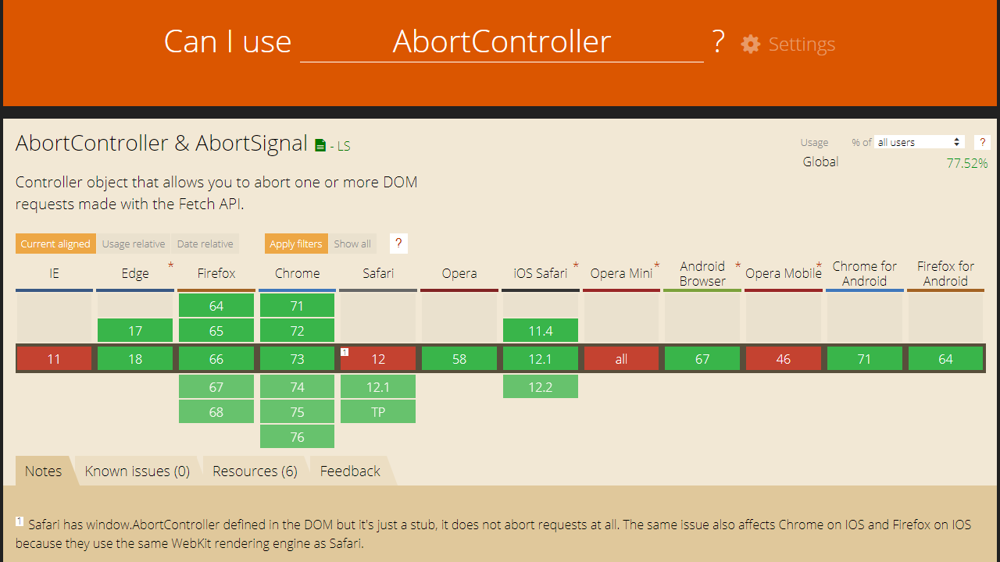 Can I use AbortController ? Settings
AbortController & AbortSignal - LS
Usage % of all users ?
Global 77.52%
Controller object that allows you to abort one or more DOM
requests made with the Fetch API.
Current aligned Usage relative Date relative Apply filters Show all ?
IE Edge * Firefox Chrome Safari Opera iOS Safari * Opera Mini * Android Browser * Opera Mobile * Chrome for Android Firefox for Android
64 71
17 65 72 11.4
11 18 66 73 1 12 58 12.1 all 67 46 71 64
67 74 12.1 12.2
68 75 TP
76
Notes Known issues (0) Resources (6) Feedback
1 Safari has window.AbortController defined in the DOM but it's just a stub, it does not abort requests at all. The same issue also affects Chrome on IOS and Firefox on IOS
because they use the same WebKit rendering engine as Safari.